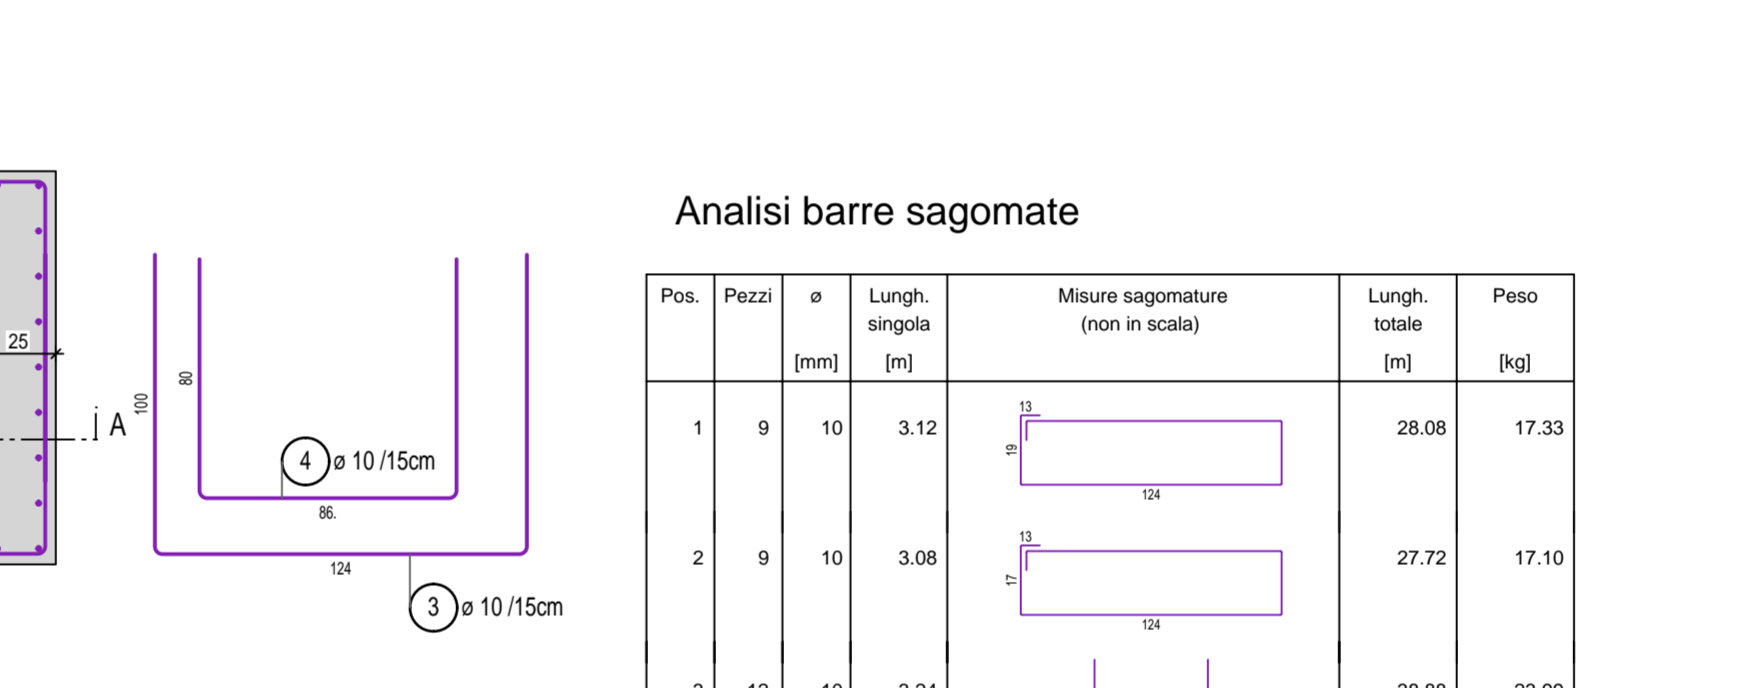 Analisi barre sagomate
25
A
100
80
4 ø 10 /15cm
86.
124
3 ø 10 /15cm
Pos. Pezzi ø Lungh. Misure sagomature Lungh. Peso
singola (non in scala) totale
[mm] [m] [m] [kg]
13
1 9 10 3.12 28.08 17.33
19
124
13
2 9 10 3.08 27.72 17.10
17
124